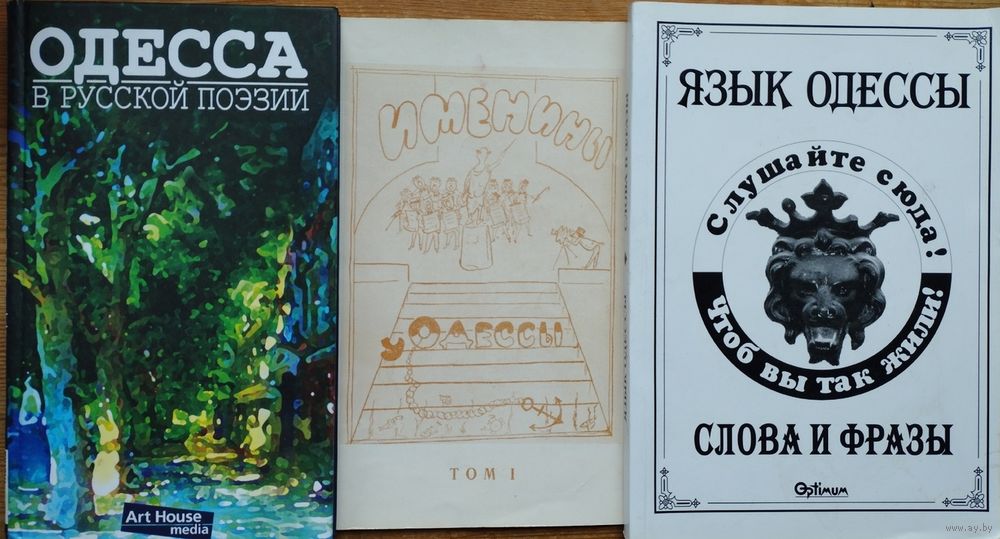 ОДЕССА
В РУССКОЙ ПОЭЗИИ
Art House
media
ИМЕНИНЫ
у ОДЕССЫ
ТОМ I
ЯЗЫК ОДЕССЫ
Слушайте сюда!
Чтоб вы так жили!
СЛОВА И ФРАЗЫ
Optimum
www.ay.by